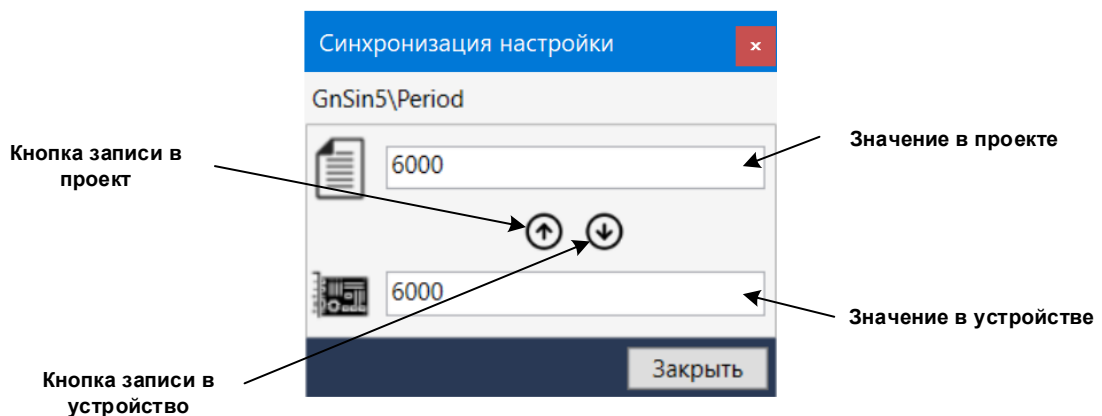 Синхронизация настройки
x
GnSin5\Period
Кнопка записи в
проект
6000
Значение в проекте
6000
Значение в устройстве
Закрыть
Кнопка записи в
устройство